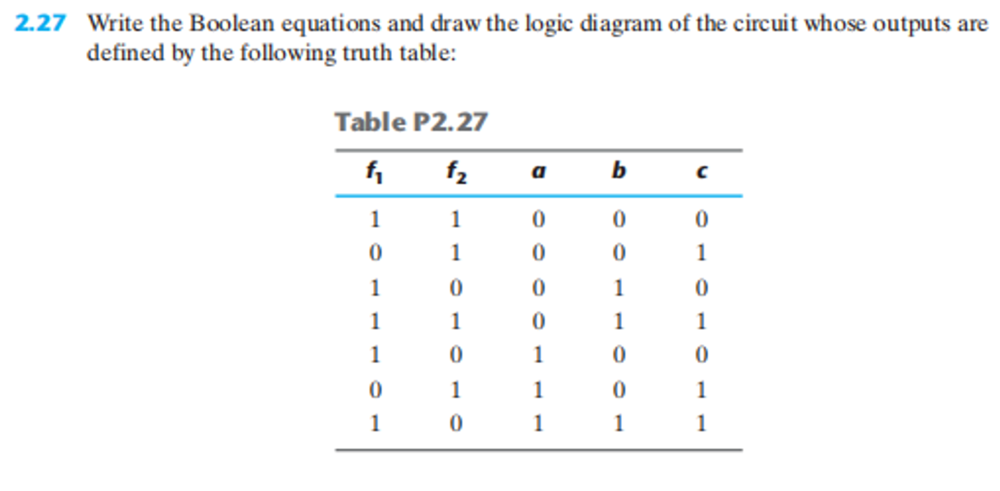 2.27 Write the Boolean equations and draw the logic diagram of the circuit whose outputs are
defined by the following truth table:
Table P2.27
f₁ f₂ a b c
1 1 0 0 0
0 1 0 0 1
1 0 0 1 0
1 1 0 1 1
1 0 1 0 0
0 1 1 0 1
1 0 1 1 1